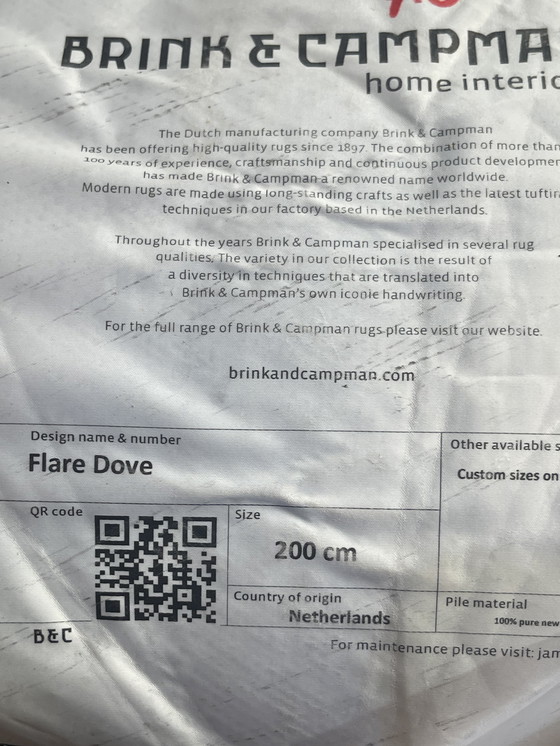 BRINK & CAMPMA
home interio
The Dutch manufacturing company Brink & Campman
has been offering high-quality rugs since 1897. The combination of more than
100 years of experience, craftsmanship and continuous product developmen
has made Brink & Campman a renowned name worldwide.
Modern rugs are made using long-standing crafts as well as the latest tuftin
techniques in our factory based in the Netherlands.
Throughout the years Brink & Campman specialised in several rug
qualities. The variety in our collection is the result of
a diversity in techniques that are translated into
Brink & Campman's own iconic handwriting.
For the full range of Brink & Campman rugs please visit our website.
brinkandcampman.com
Design name & number
Flare Dove
Other available s
Custom sizes on
QR code
Size
200 cm
Country of origin
Netherlands
Pile material
100% pure new
B&C
For maintenance please visit: jam